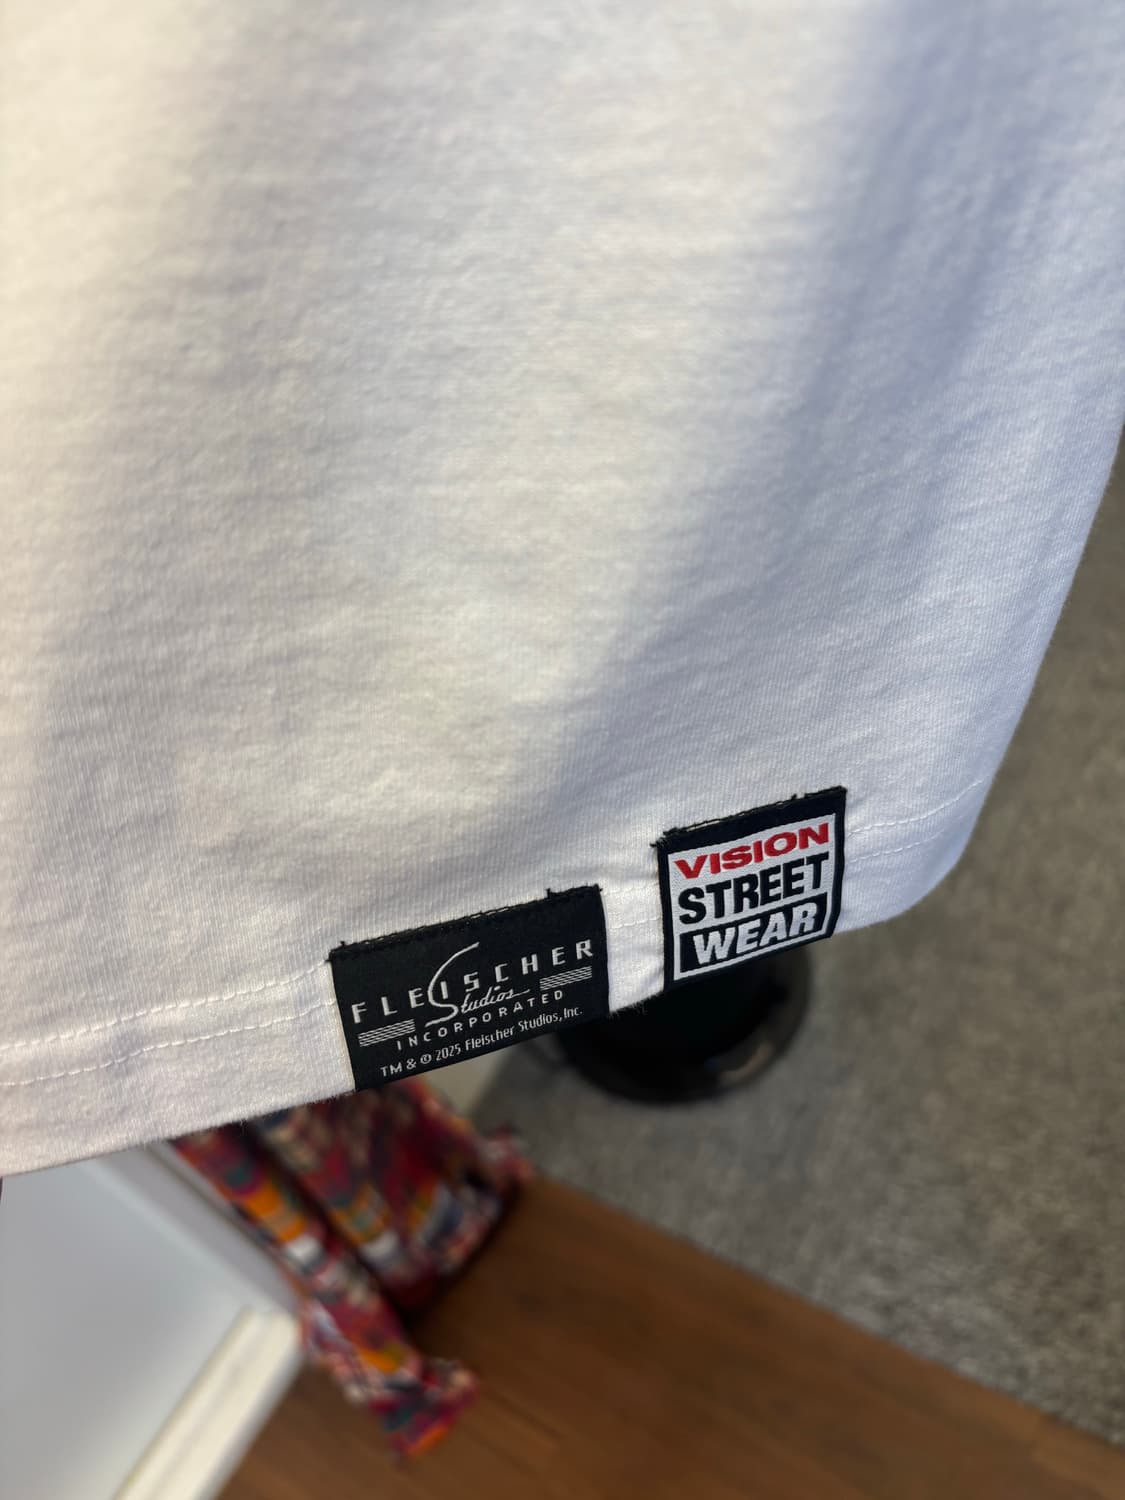 FLEISCHER
Studios
INCORPORATED
TM & © 2025 Fleischer Studios, Inc.
VISION
STREET
WEAR